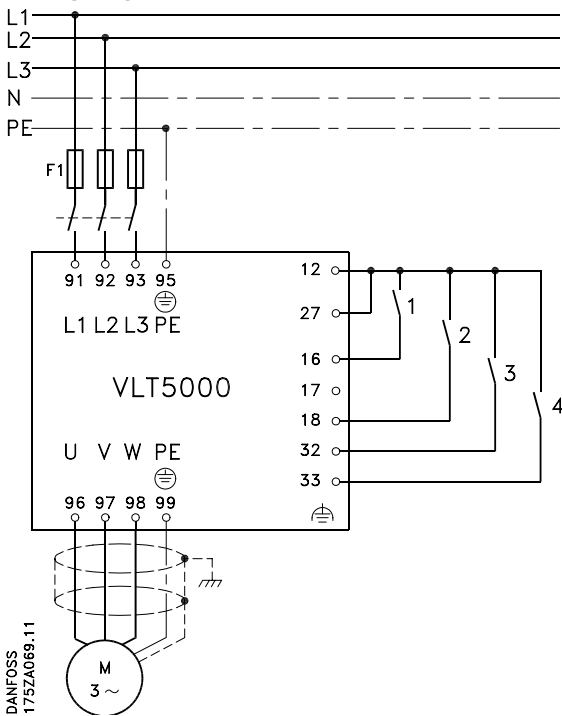 L1
L2
L3
N
PE
F1
91 92 93 95
L1 L2 L3 PE
12
27
16
17
18
32
33
1
2
3
4
VLT5000
U V W PE
96 97 98 99
M
3 ~
DANFOSS
175ZA069.11